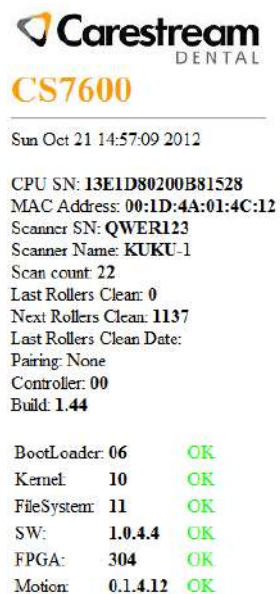 Carestream
DENTAL
CS7600
Sun Oct 21 14:57:09 2012
CPU SN: 13E1D80200B81528
MAC Address: 00:1D:4A:01:4C:12
Scanner SN: QWER123
Scanner Name: KUKU-1
Scan count: 22
Last Rollers Clean: 0
Next Rollers Clean: 1137
Last Rollers Clean Date:
Pairing: None
Controller: 00
Build: 1.44
BootLoader: 06 OK
Kernel: 10 OK
FileSystem: 11 OK
SW: 1.0.4.4 OK
FPGA: 304 OK
Motion: 0.1.4.12 OK